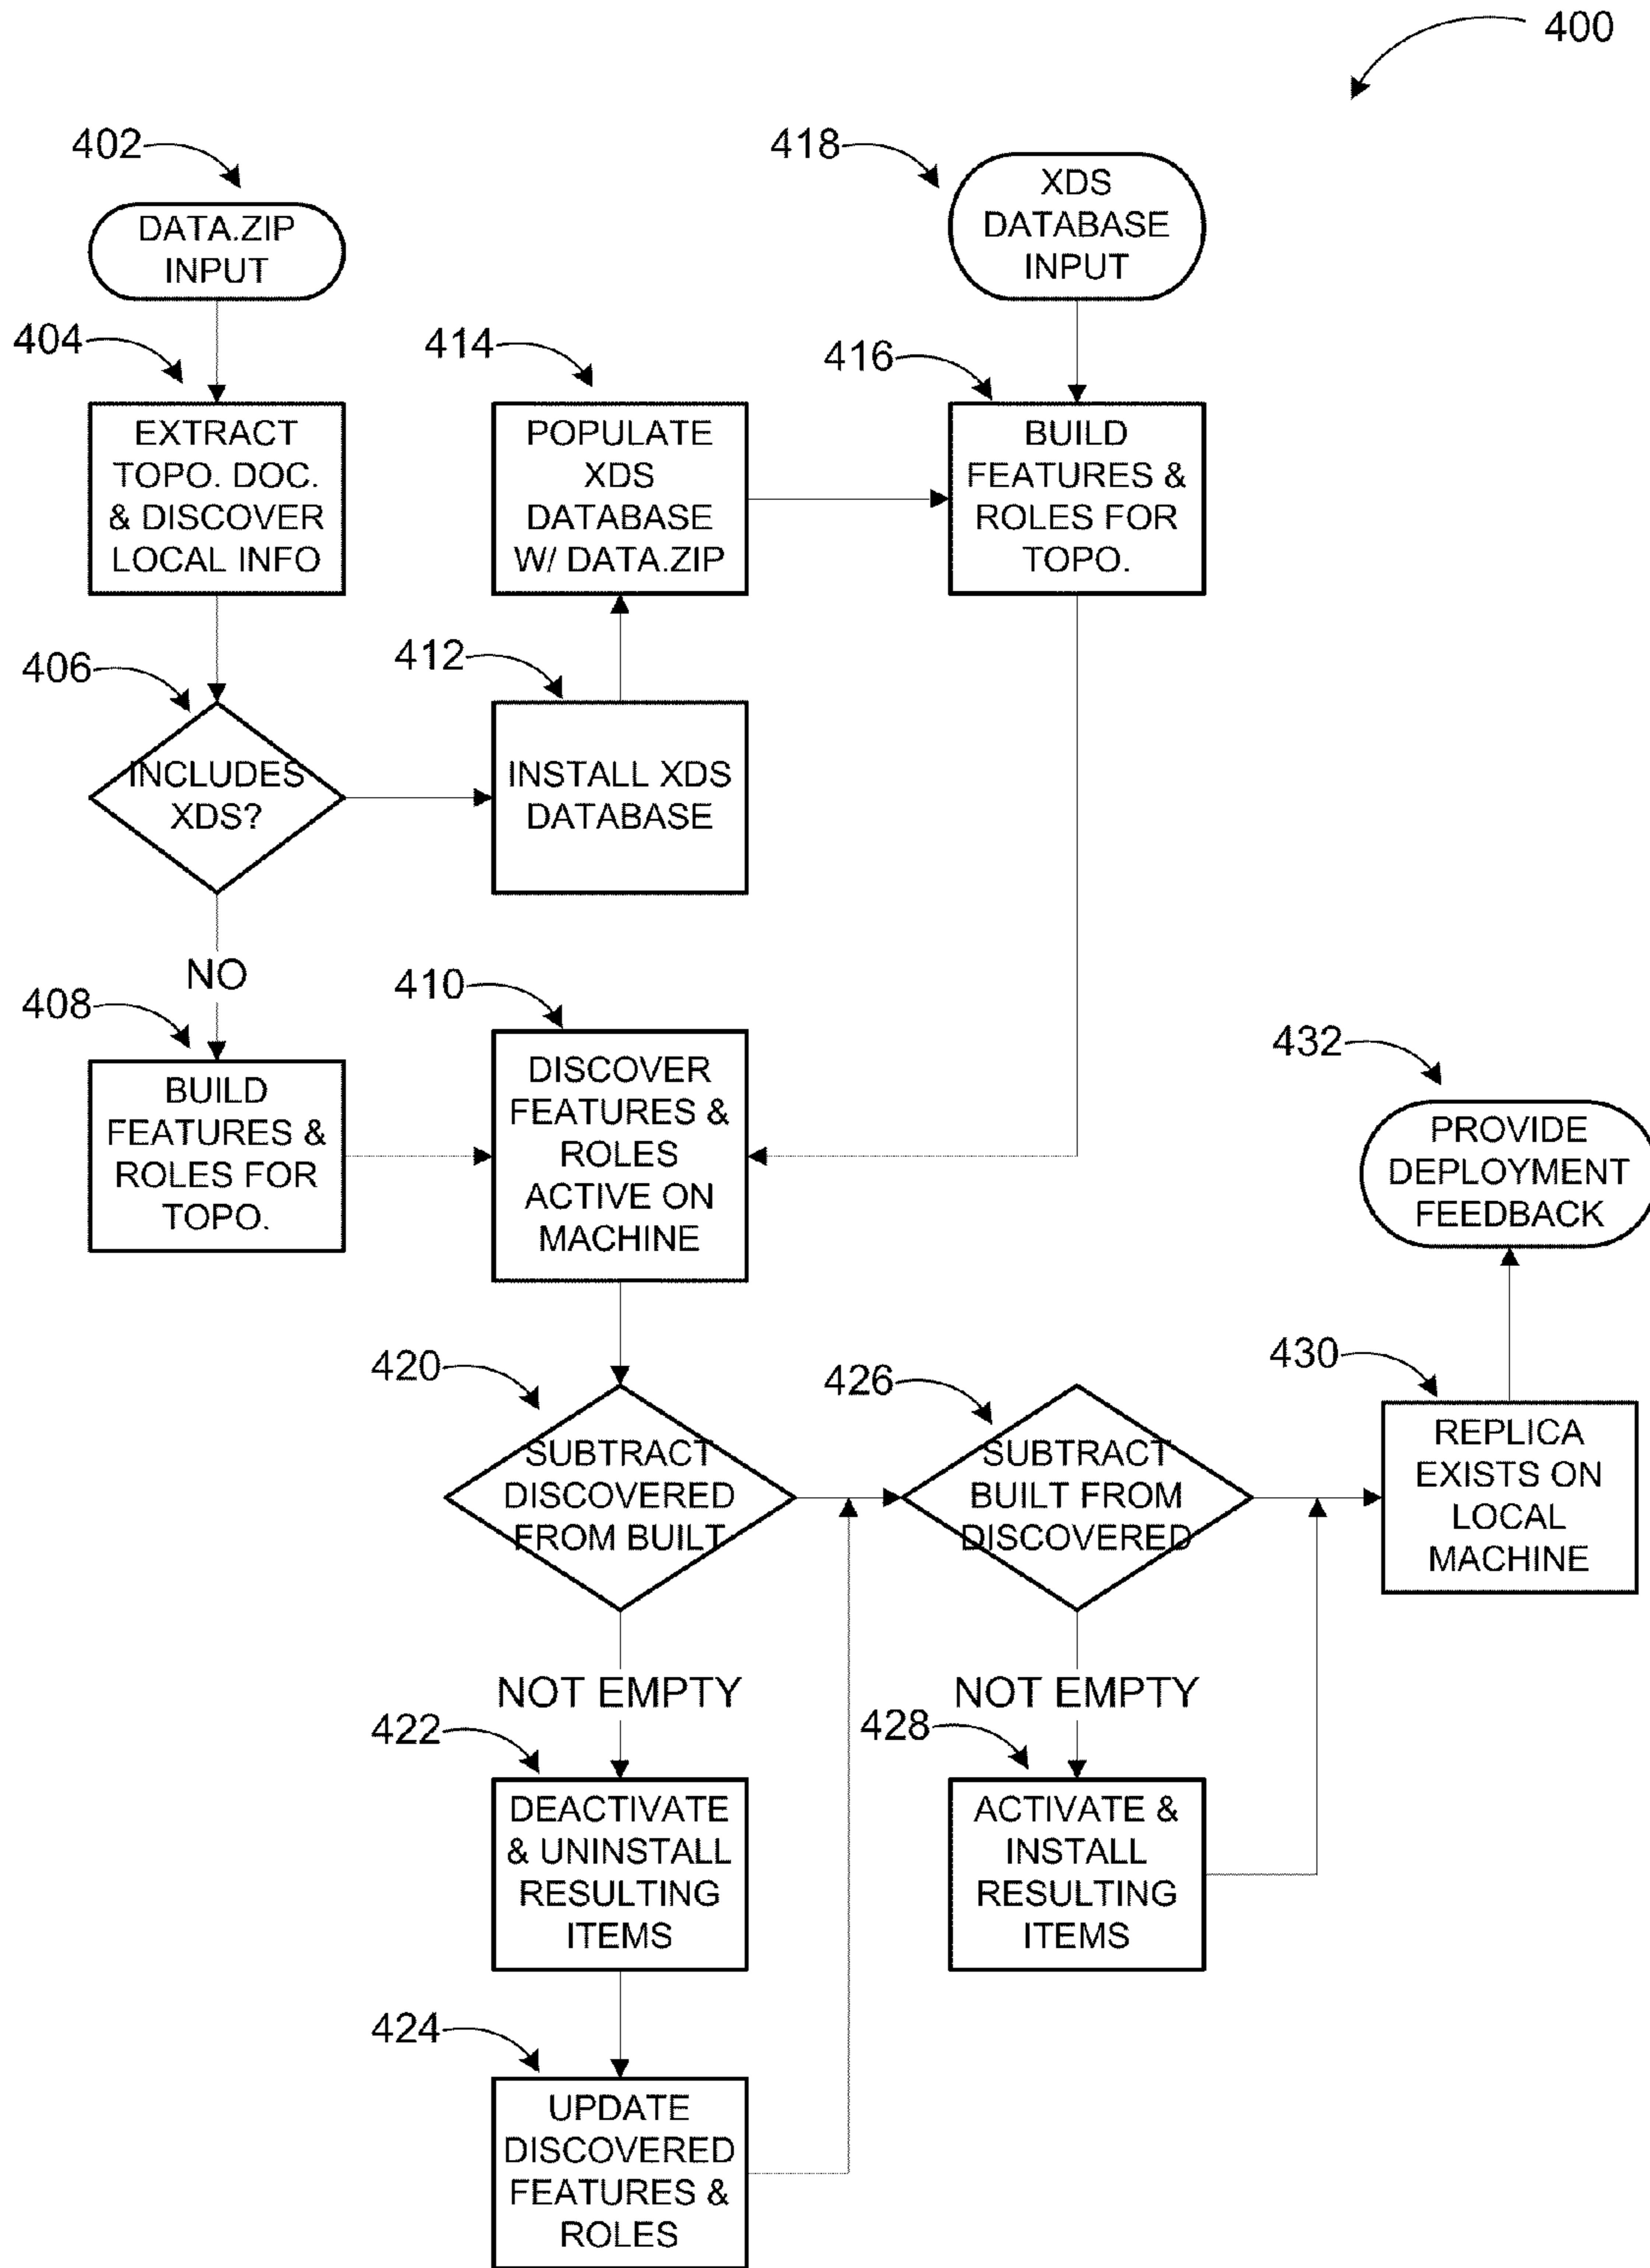 400
402
DATA.ZIP
INPUT
418
XDS
DATABASE
INPUT
404
EXTRACT
TOPO. DOC.
& DISCOVER
LOCAL INFO
414
POPULATE
XDS
DATABASE
W/ DATA.ZIP
416
BUILD
FEATURES &
ROLES FOR
TOPO.
406
INCLUDES
XDS?
412
INSTALL XDS
DATABASE
NO
408
BUILD
FEATURES &
ROLES FOR
TOPO.
410
DISCOVER
FEATURES &
ROLES
ACTIVE ON
MACHINE
432
PROVIDE
DEPLOYMENT
FEEDBACK
420
SUBTRACT
DISCOVERED
FROM BUILT
426
SUBTRACT
BUILT FROM
DISCOVERED
430
REPLICA
EXISTS ON
LOCAL
MACHINE
NOT EMPTY
422
DEACTIVATE
& UNINSTALL
RESULTING
ITEMS
NOT EMPTY
428
ACTIVATE &
INSTALL
RESULTING
ITEMS
424
UPDATE
DISCOVERED
FEATURES &
ROLES